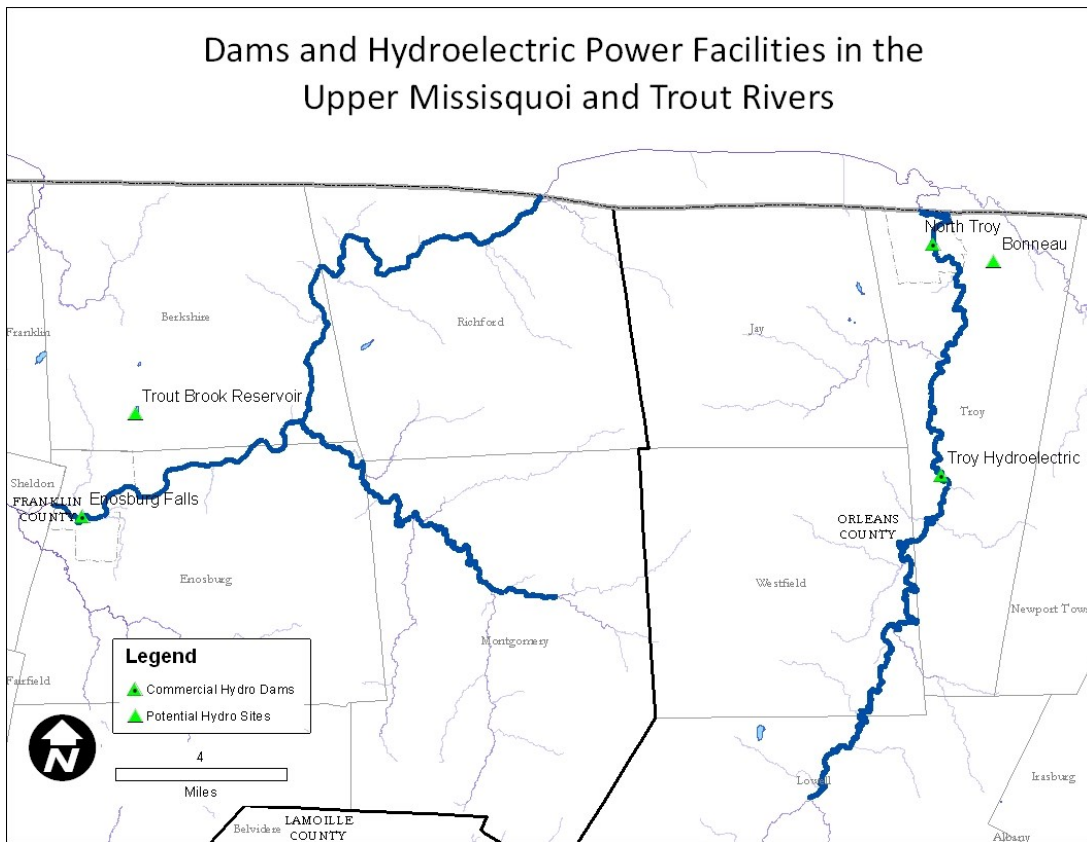 Dams and Hydroelectric Power Facilities in the
Upper Missisquoi and Trout Rivers
North Troy
Bonneau
Berkshire
Richford
Franklin
Jay
Trout Brook Reservoir
Troy
Sheldon
Troy Hydroelectric
FRANKLIN
COUNTY
Enosburg Falls
ORLEANS
COUNTY
Enosburg
Westfield
Newport Town
Montgomery
Legend
Commercial Hydro Dams
Potential Hydro Sites
Fairfield
N
4
Miles
Lowell
Irasburg
LAMOILLE
COUNTY
Belvidere
Albany